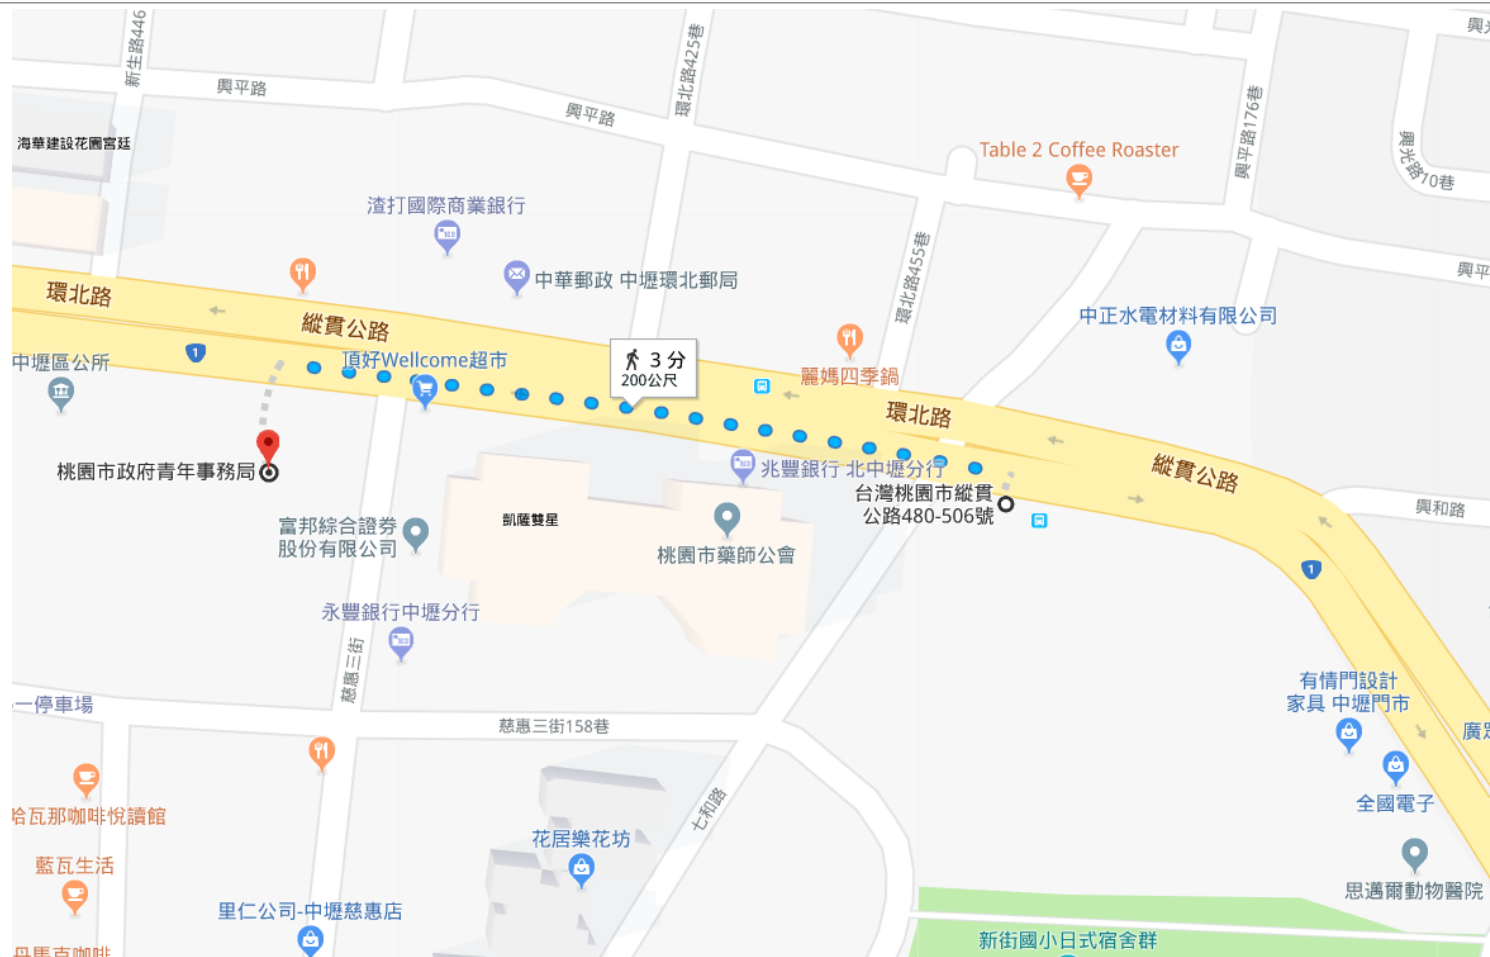 新生路446
環北路425巷
興平路
興平路
興平路176巷
海華建設花園宮廷
Table 2 Coffee Roaster
興光路10巷
渣打國際商業銀行
環北路455巷
中華郵政 中壢環北郵局
興平
環北路
縱貫公路
中正水電材料有限公司
1
中壢區公所
頂好Wellcome超市
3 分
200公尺
麗媽四季鍋
環北路
縱貫公路
桃園市政府青年事務局
兆豐銀行 北中壢分行
台灣桃園市縱貫
公路480-506號
興和路
富邦綜合證券
股份有限公司
凱薩雙星
桃園市藥師公會
1
永豐銀行中壢分行
慈惠三街
有情門設計
家具 中壢門市
一停車場
慈惠三街158巷
七和路
全國電子
哈瓦那咖啡悅讀館
花居樂花坊
藍瓦生活
思邁爾動物醫院
里仁公司-中壢慈惠店
新街國小日式宿舍群
丹馬克咖啡